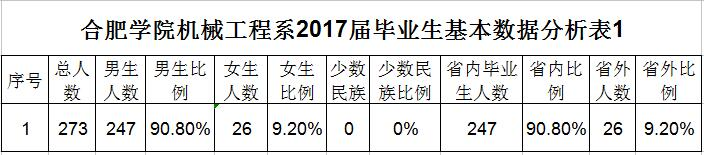 合肥学院机械工程系2017届毕业生基本数据分析表1
序号 总人数 男生人数 男生比例 女生人数 女生比例 少数民族 少数民族比例 省内毕业生人数 省内比例 省外人数 省外比例
1 273 247 90.80% 26 9.20% 0 0% 247 90.80% 26 9.20%